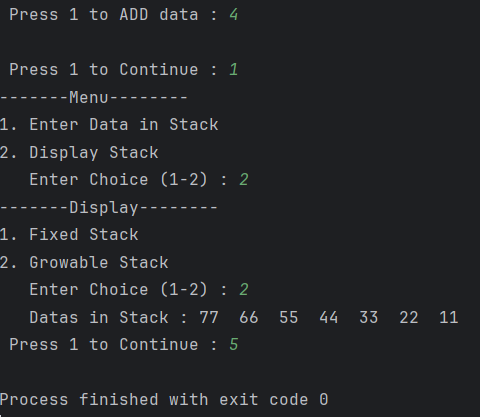 Press 1 to ADD data : 4
Press 1 to Continue : 1
-------Menu--------
1. Enter Data in Stack
2. Display Stack
Enter Choice (1-2) : 2
-------Display--------
1. Fixed Stack
2. Growable Stack
Enter Choice (1-2) : 2
Datas in Stack : 77  66  55  44  33  22  11
Press 1 to Continue : 5
Process finished with exit code 0